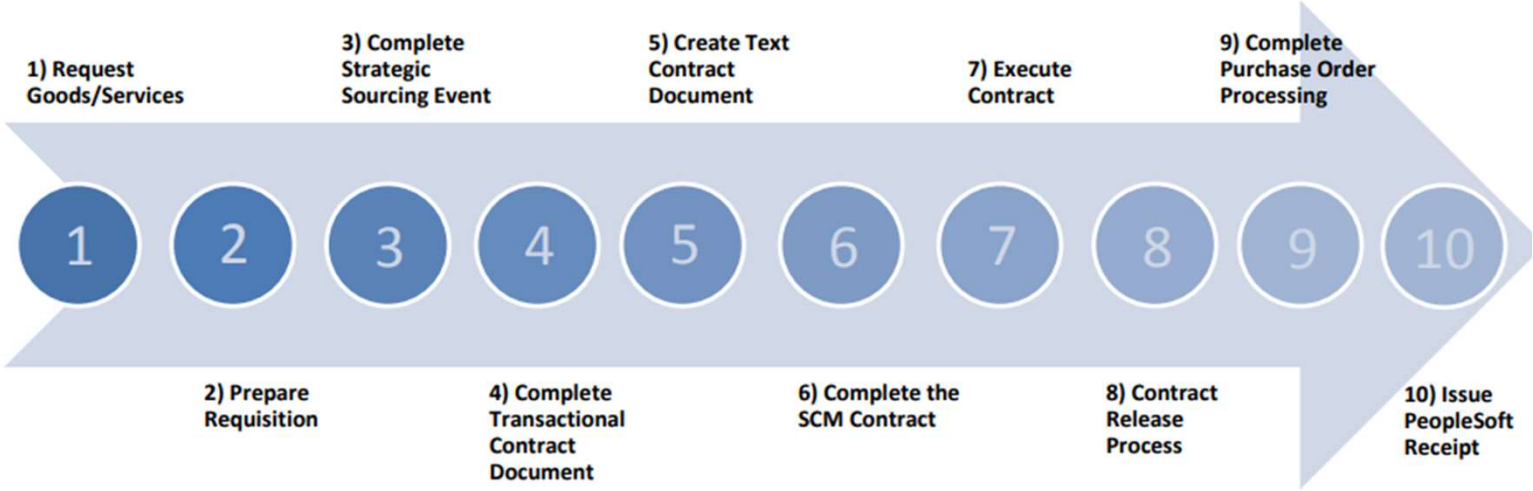 1) Request
Goods/Services
3) Complete
Strategic
Sourcing Event
5) Create Text
Contract
Document
7) Execute
Contract
9) Complete
Purchase Order
Processing
1 2 3 4 5 6 7 8 9 10
2) Prepare
Requisition
4) Complete
Transactional
Contract
Document
6) Complete the
SCM Contract
8) Contract
Release
Process
10) Issue
PeopleSoft
Receipt